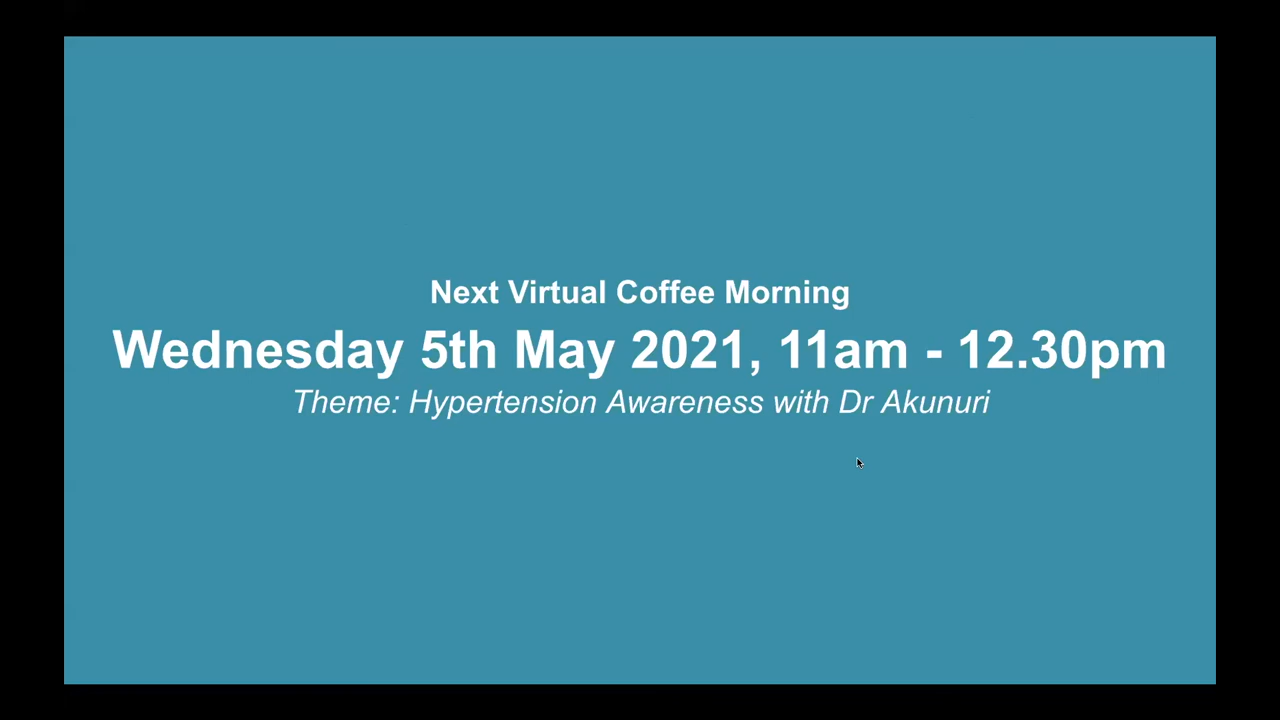 Next Virtual Coffee Morning
Wednesday 5th May 2021, 11am - 12.30pm
Theme: Hypertension Awareness with Dr Akunuri